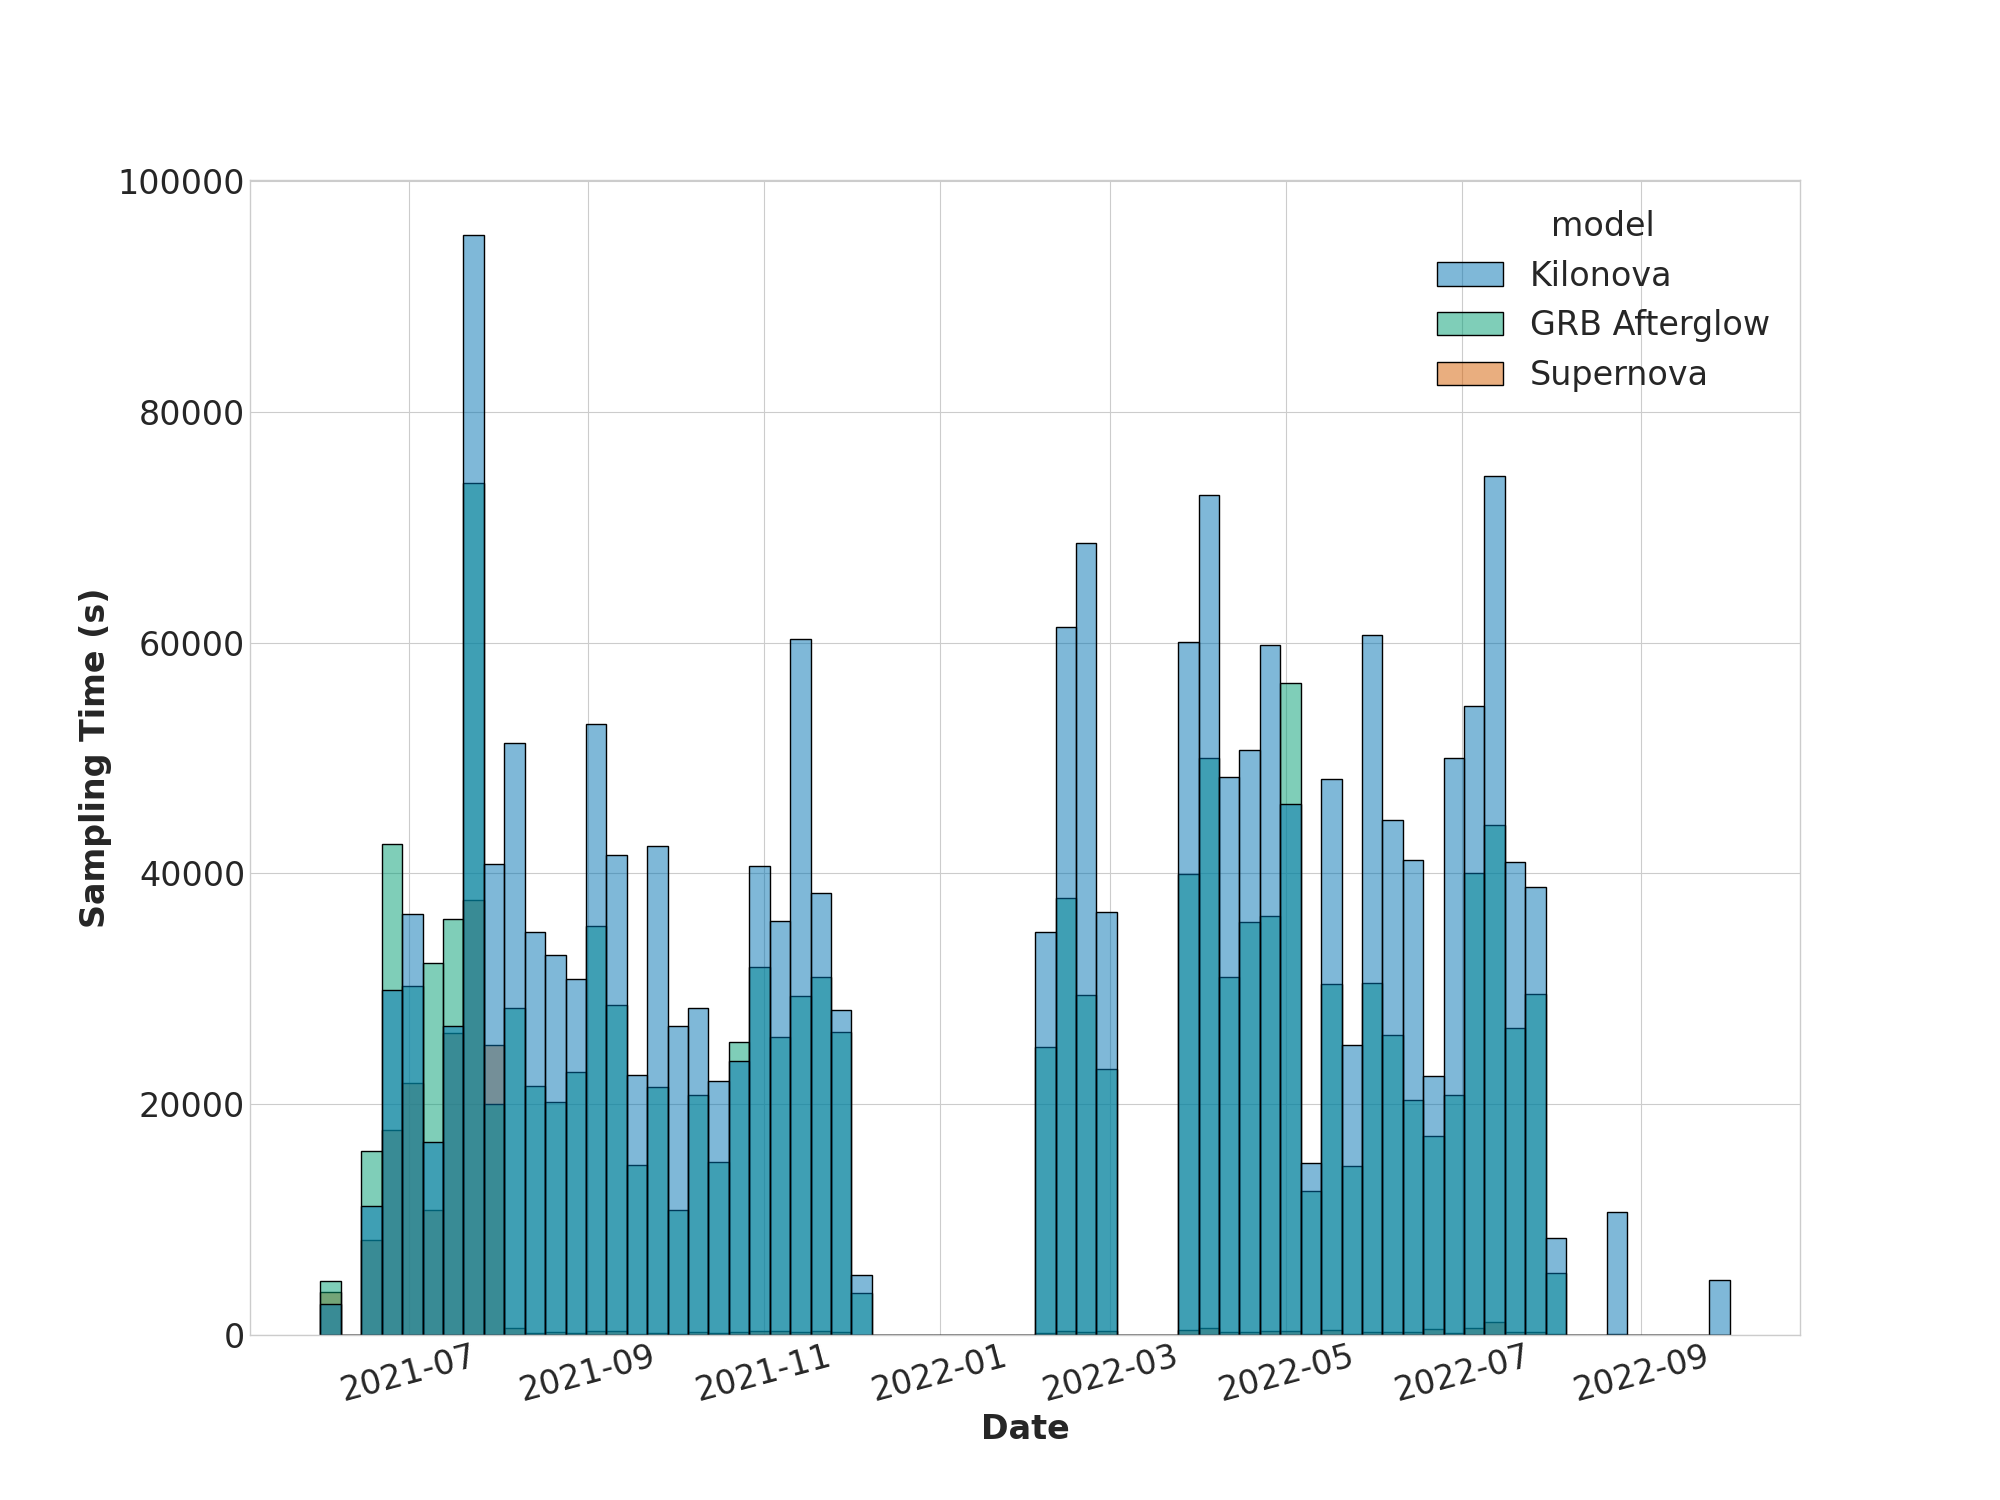 100000
80000
60000
40000
20000
0
Sampling Time (s)
model
Kilonova
GRB Afterglow
Supernova
2021-07
2021-09
2021-11
2022-01
2022-03
2022-05
2022-07
2022-09
Date